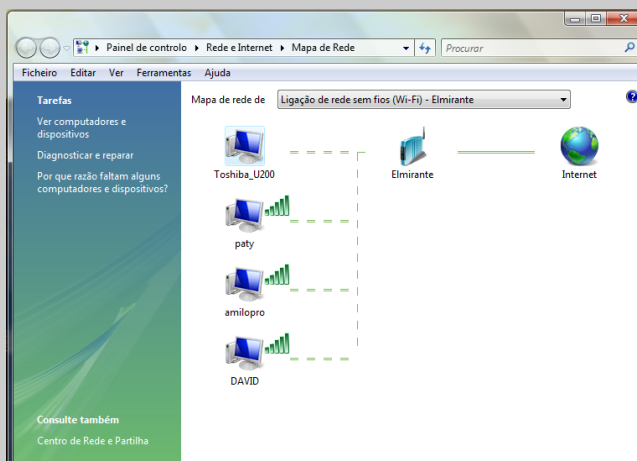 Painel de controlo Rede e Internet Mapa de Rede
Procurar
Ficheiro Editar Ver Ferramentas Ajuda
Tarefas
Ver computadores e
dispositivos
Diagnosticar e reparar
Por que razão faltam alguns
computadores e dispositivos?
Mapa de rede de Ligação de rede sem fios (Wi-Fi) - Elmirante
Toshiba_U200
Elmirante
Internet
paty
amilopro
DAVID
Consulte também
Centro de Rede e Partilha